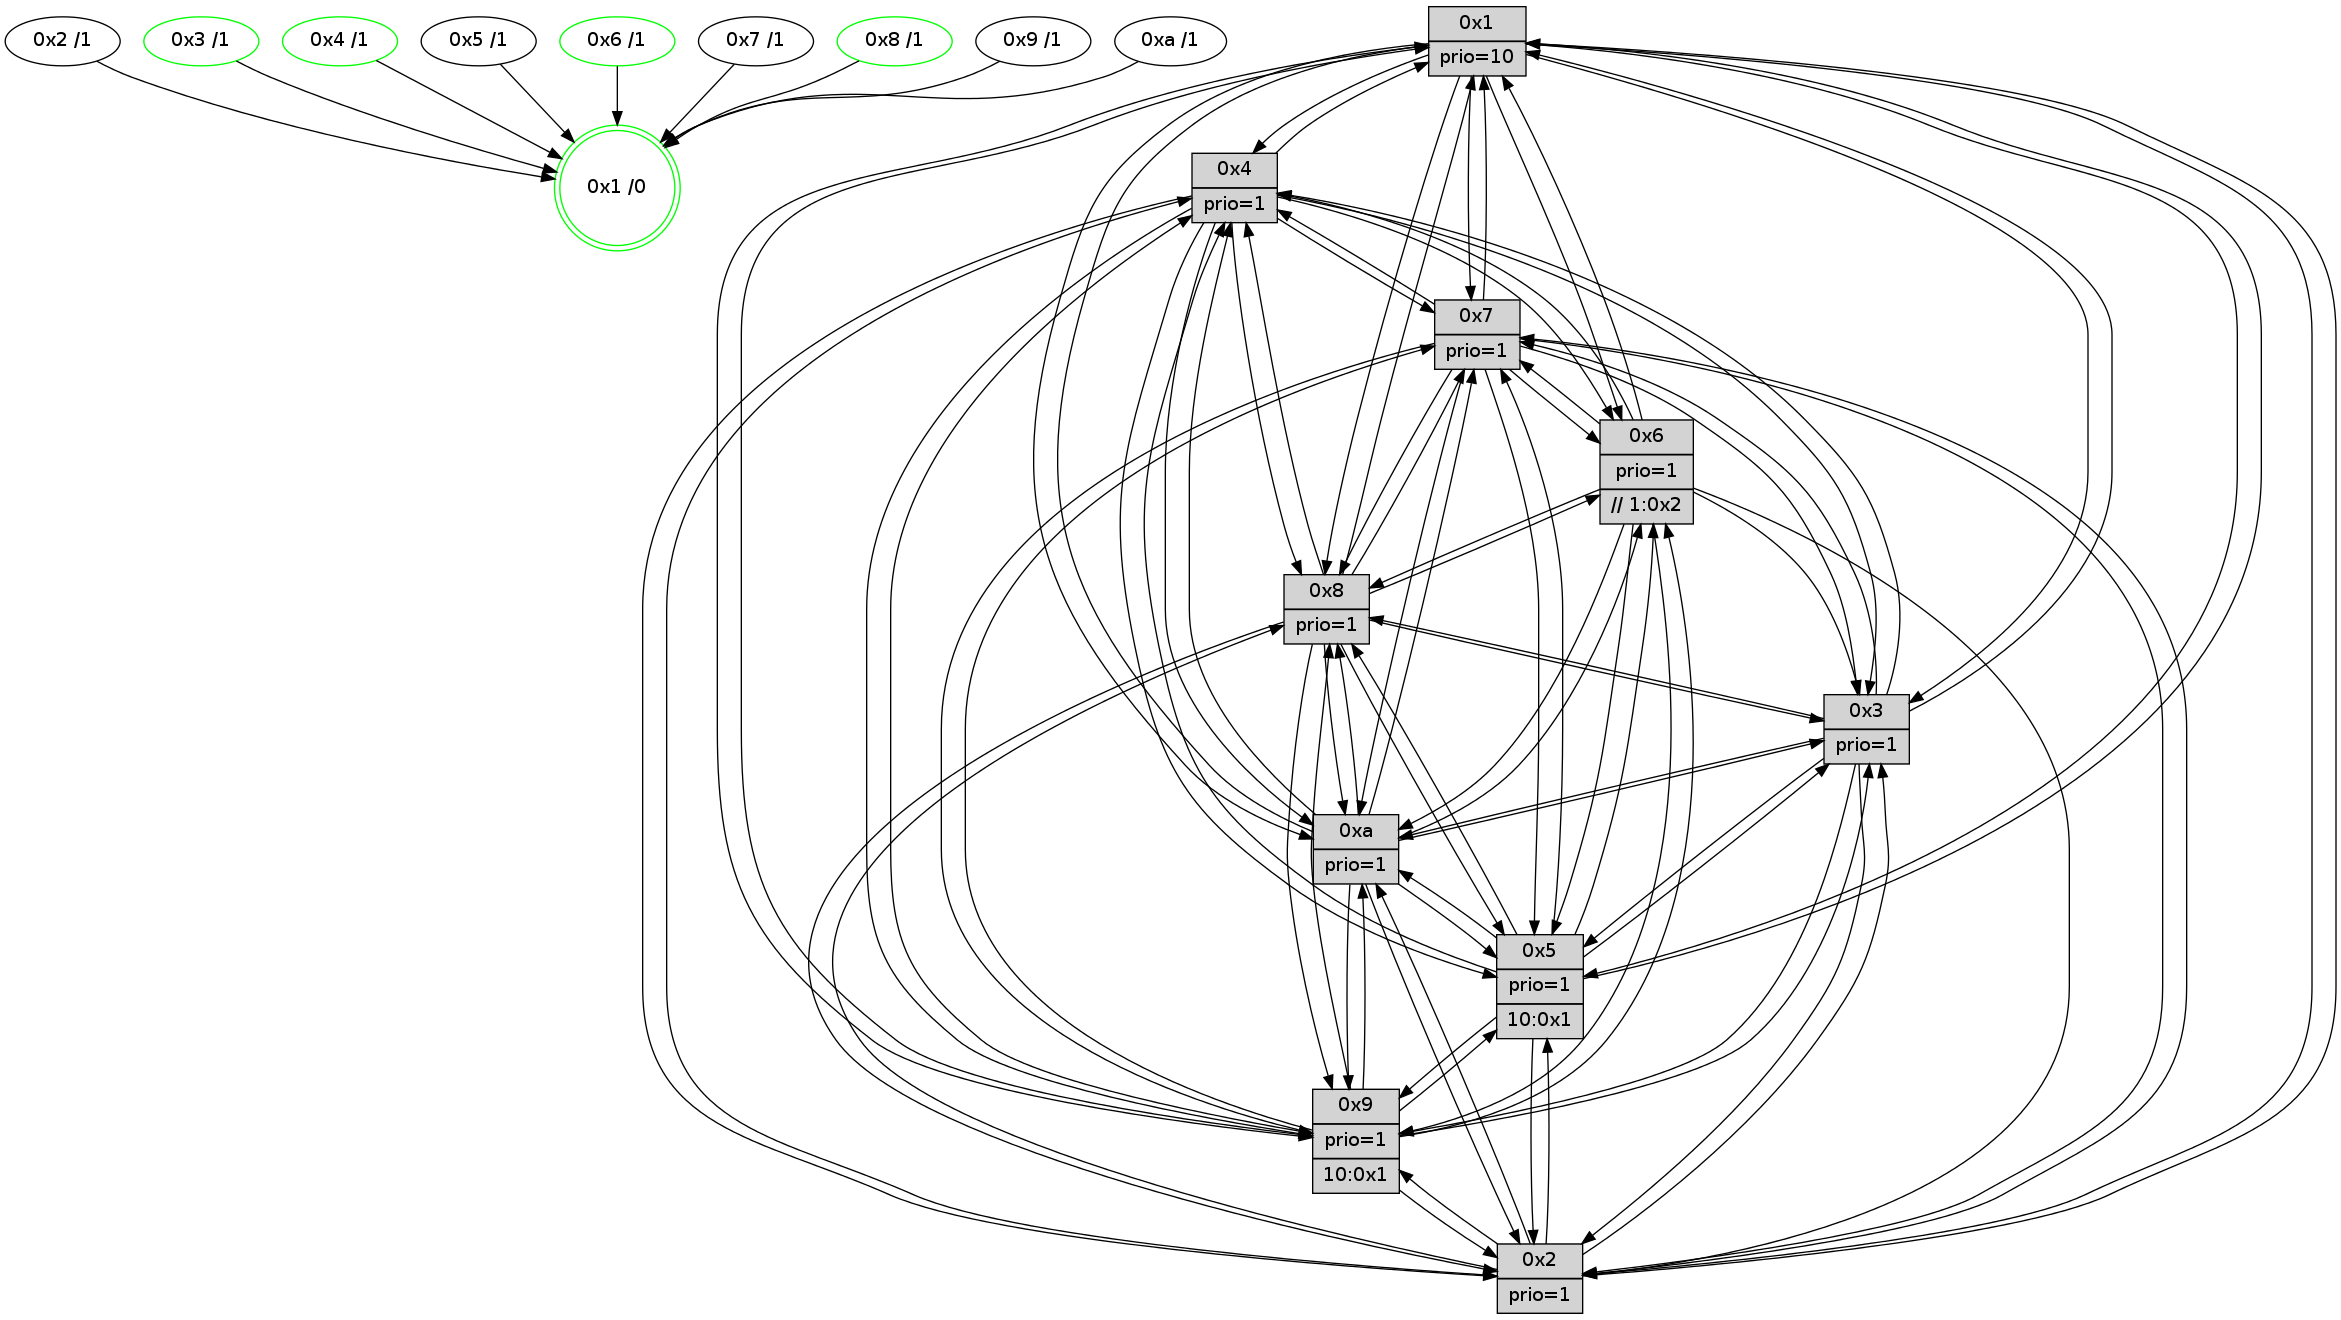 0x2 /1
0x3 /1
0x4 /1
0x5 /1
0x6 /1
0x7 /1
0x8 /1
0x9 /1
0xa /1
0x1 /0
0x1
prio=10
0x4
prio=1
0x7
prio=1
0x6
prio=1
// 1:0x2
0x8
prio=1
0x3
prio=1
0xa
prio=1
0x5
prio=1
10:0x1
0x9
prio=1
10:0x1
0x2
prio=1